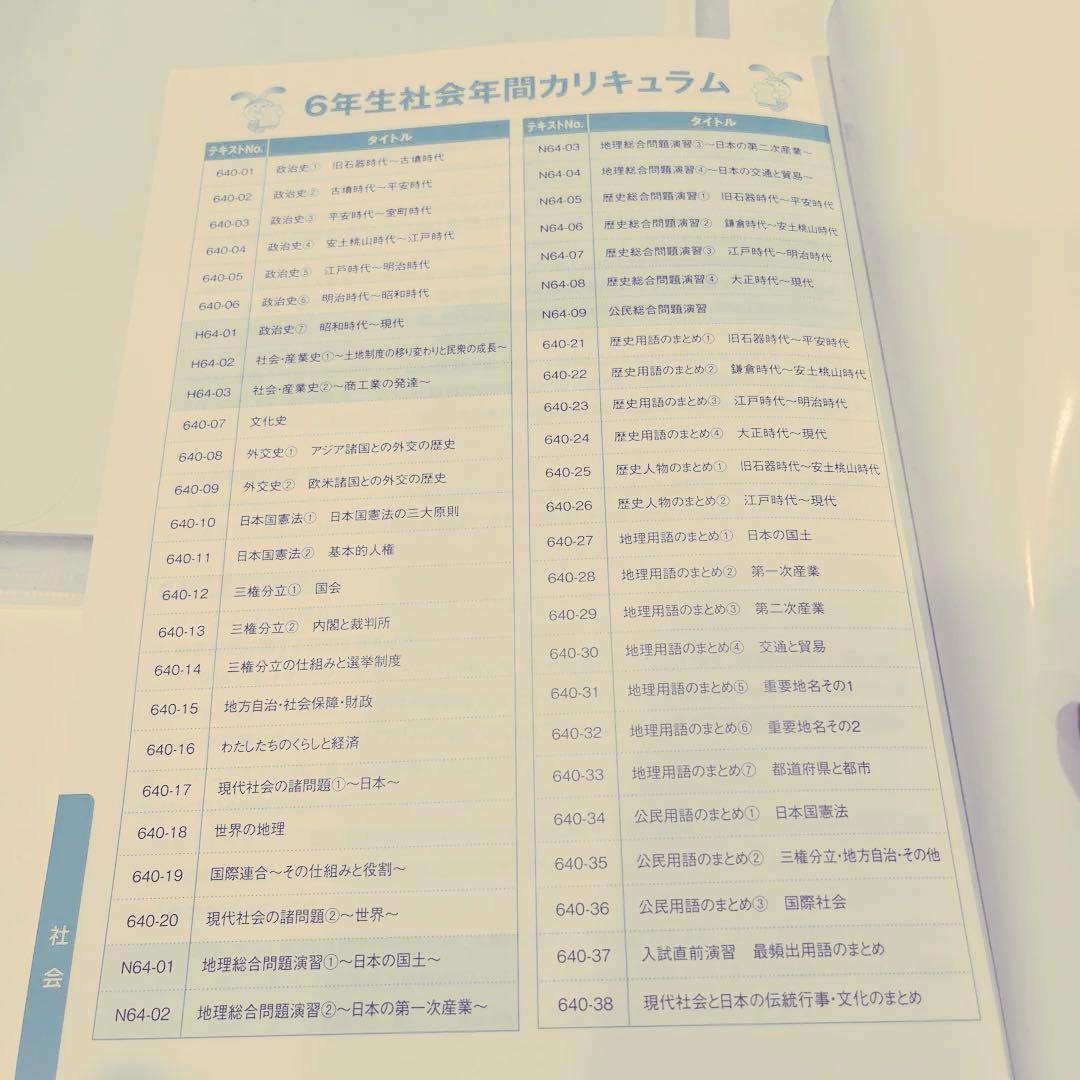 6年生社会年間カリキュラム
テキストNo. タイトル
640-01 政治史① 旧石器時代〜古墳時代
640-02 政治史② 古墳時代〜平安時代
640-03 政治史③ 平安時代〜室町時代
640-04 政治史④ 安土桃山時代〜江戸時代
640-05 政治史⑤ 江戸時代〜明治時代
640-06 政治史⑥ 明治時代〜昭和時代
H64-01 政治史⑦ 昭和時代〜現代
H64-02 社会・産業史①〜土地制度の移り変わりと民衆の成長〜
H64-03 社会・産業史②〜商工業の発達〜
640-07 文化史
640-08 外交史① アジア諸国との外交の歴史
640-09 外交史② 欧米諸国との外交の歴史
640-10 日本国憲法① 日本国憲法の三大原則
640-11 日本国憲法② 基本的人権
640-12 三権分立① 国会
640-13 三権分立② 内閣と裁判所
640-14 三権分立の仕組みと選挙制度
640-15 地方自治・社会保障・財政
640-16 わたしたちのくらしと経済
640-17 現代社会の諸問題①〜日本〜
640-18 世界の地理
640-19 国際連合〜その仕組みと役割〜
640-20 現代社会の諸問題②〜世界〜
N64-01 地理総合問題演習①〜日本の国土〜
N64-02 地理総合問題演習②〜日本の第一次産業〜
テキストNo. タイトル
N64-03 地理総合問題演習③〜日本の第二次産業〜
N64-04 地理総合問題演習④〜日本の交通と貿易〜
N64-05 歴史総合問題演習① 旧石器時代〜平安時代
N64-06 歴史総合問題演習② 鎌倉時代〜安土桃山時代
N64-07 歴史総合問題演習③ 江戸時代〜明治時代
N64-08 歴史総合問題演習④ 大正時代〜現代
N64-09 公民総合問題演習
640-21 歴史用語のまとめ① 旧石器時代〜平安時代
640-22 歴史用語のまとめ② 鎌倉時代〜安土桃山時代
640-23 歴史用語のまとめ③ 江戸時代〜明治時代
640-24 歴史用語のまとめ④ 大正時代〜現代
640-25 歴史人物のまとめ① 旧石器時代〜安土桃山時代
640-26 歴史人物のまとめ② 江戸時代〜現代
640-27 地理用語のまとめ① 日本の国土
640-28 地理用語のまとめ② 第一次産業
640-29 地理用語のまとめ③ 第二次産業
640-30 地理用語のまとめ④ 交通と貿易
640-31 地理用語のまとめ⑤ 重要地名その1
640-32 地理用語のまとめ⑥ 重要地名その2
640-33 地理用語のまとめ⑦ 都道府県と都市
640-34 公民用語のまとめ① 日本国憲法
640-35 公民用語のまとめ② 三権分立・地方自治・その他
640-36 公民用語のまとめ③ 国際社会
640-37 入試直前演習 最頻出用語のまとめ
640-38 現代社会と日本の伝統行事・文化のまとめ
社会